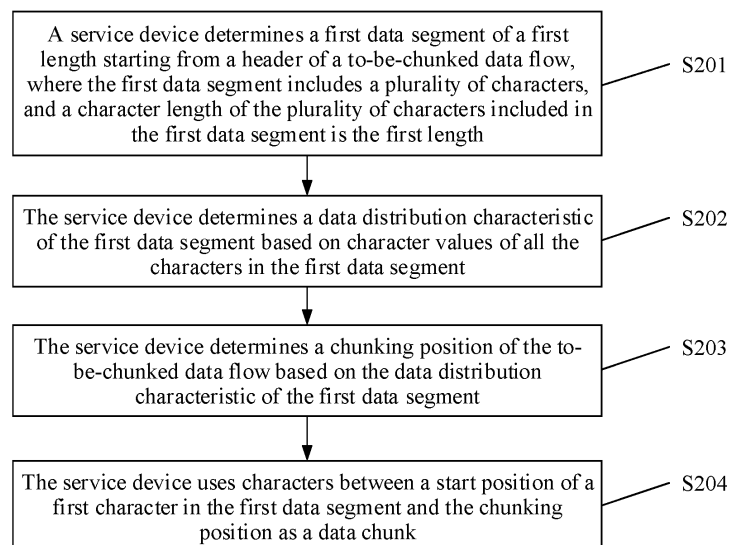 A service device determines a first data segment of a first
length starting from a header of a to-be-chunked data flow,
where the first data segment includes a plurality of characters,
and a character length of the plurality of characters included in
the first data segment is the first length
S201
The service device determines a data distribution characteristic
of the first data segment based on character values of all the
characters in the first data segment
S202
The service device determines a chunking position of the to-
be-chunked data flow based on the data distribution
characteristic of the first data segment
S203
The service device uses characters between a start position of a
first character in the first data segment and the chunking
position as a data chunk
S204